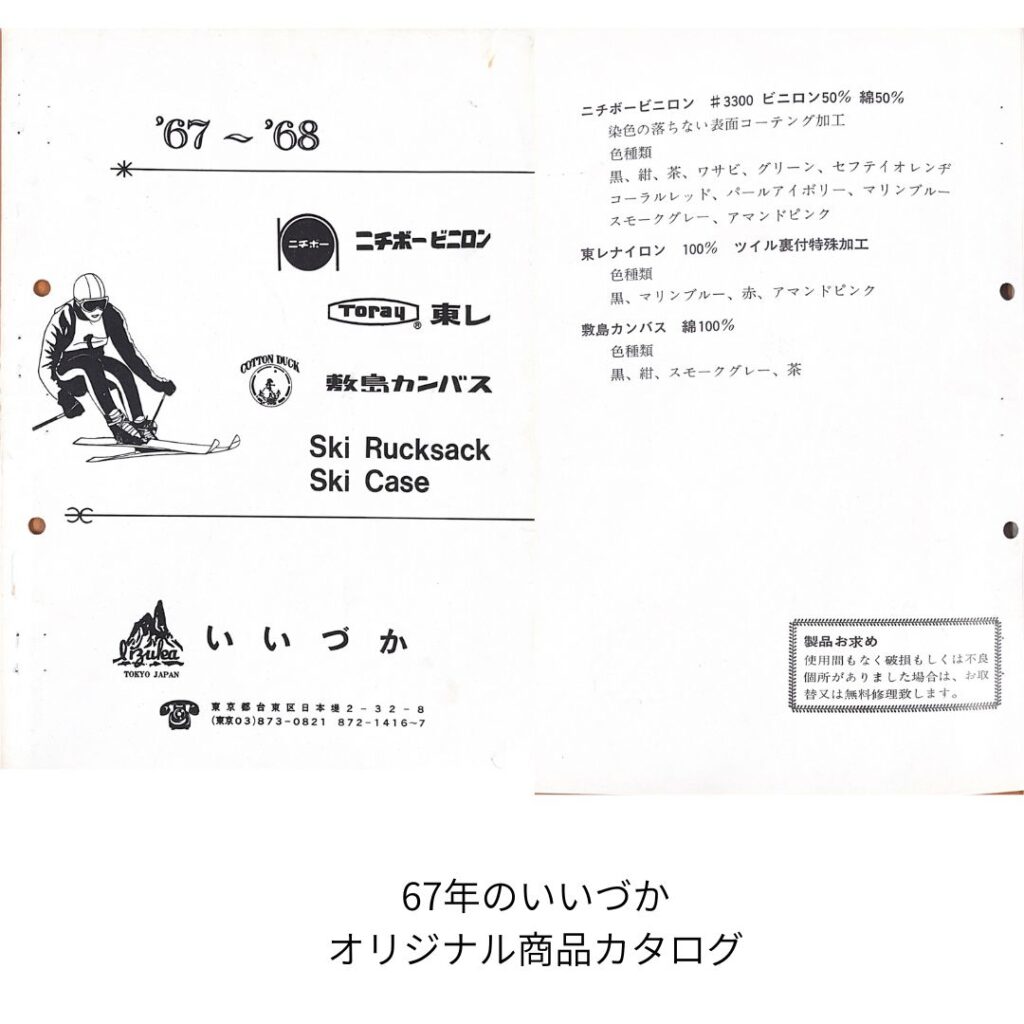 '67～'68
ニチボー
ニチボービニロン
Toray® 東レ
COTTON DUCK
敷島カンバス
Ski Rucksack
Ski Case
Iizuka
TOKYO JAPAN
いいづか
東京都台東区日本堤2－32－8
(東京03)873－0821 872－1416～7
ニチボービニロン ♯3300 ビニロン50% 綿50%
染色の落ちない表面コーテング加工
色種類
黒、紺、茶、ワサビ、グリーン、セフテイオレンヂ
コーラルレッド、パールアイボリー、マリンブルー
スモークグレー、アマンドピンク
東レナイロン 100% ツイル裏付特殊加工
色種類
黒、マリンブルー、赤、アマンドピンク
敷島カンバス 綿100%
色種類
黒、紺、スモークグレー、茶
製品お求め
使用間もなく破損もしくは不良
個所がありました場合は、お取
替又は無料修理致します。
67年のいいづか
オリジナル商品カタログ